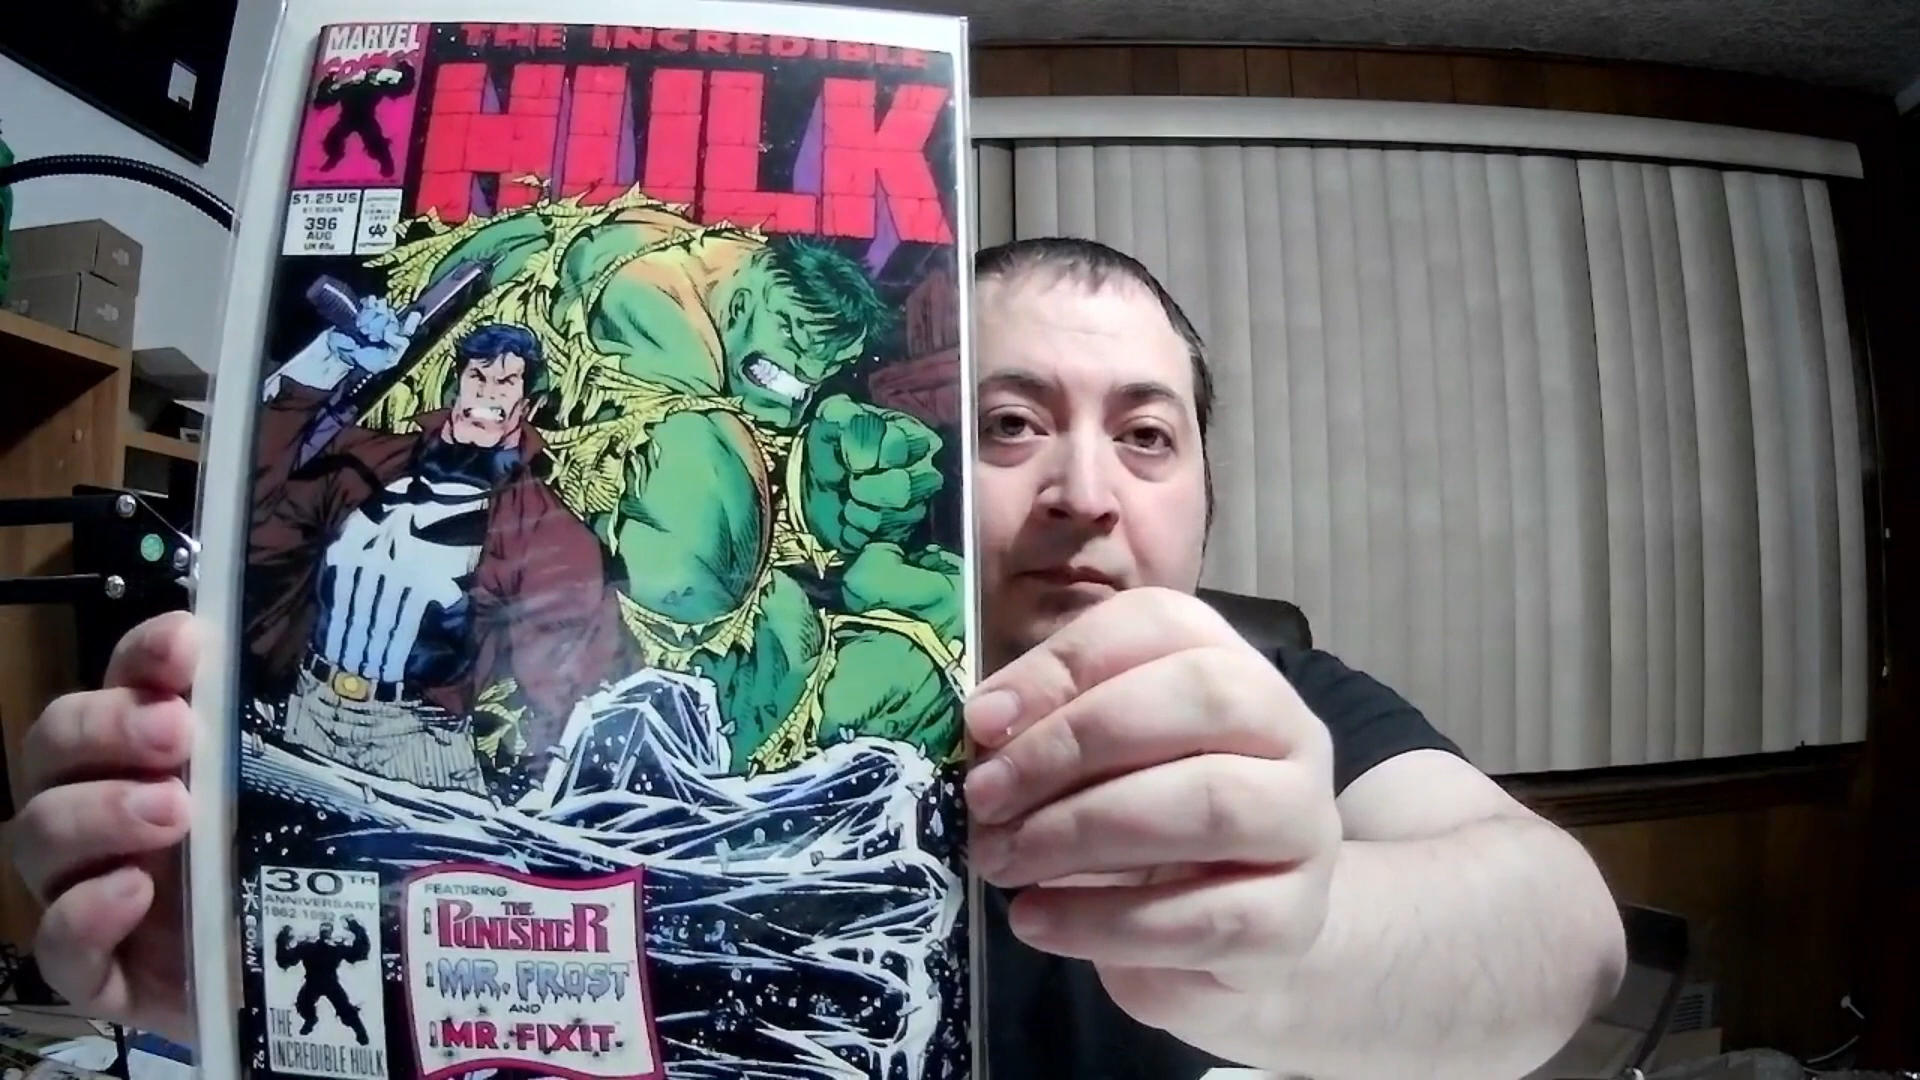 MARVEL
COMICS
THE INCREDIBLE
HULK
$1.25 US
396
AUG
30TH
ANNIVERSARY
1962-1992
THE
INCREDIBLE HULK
FEATURING
THE
PUNISHER
MR. FROST
AND
MR. FIXIT